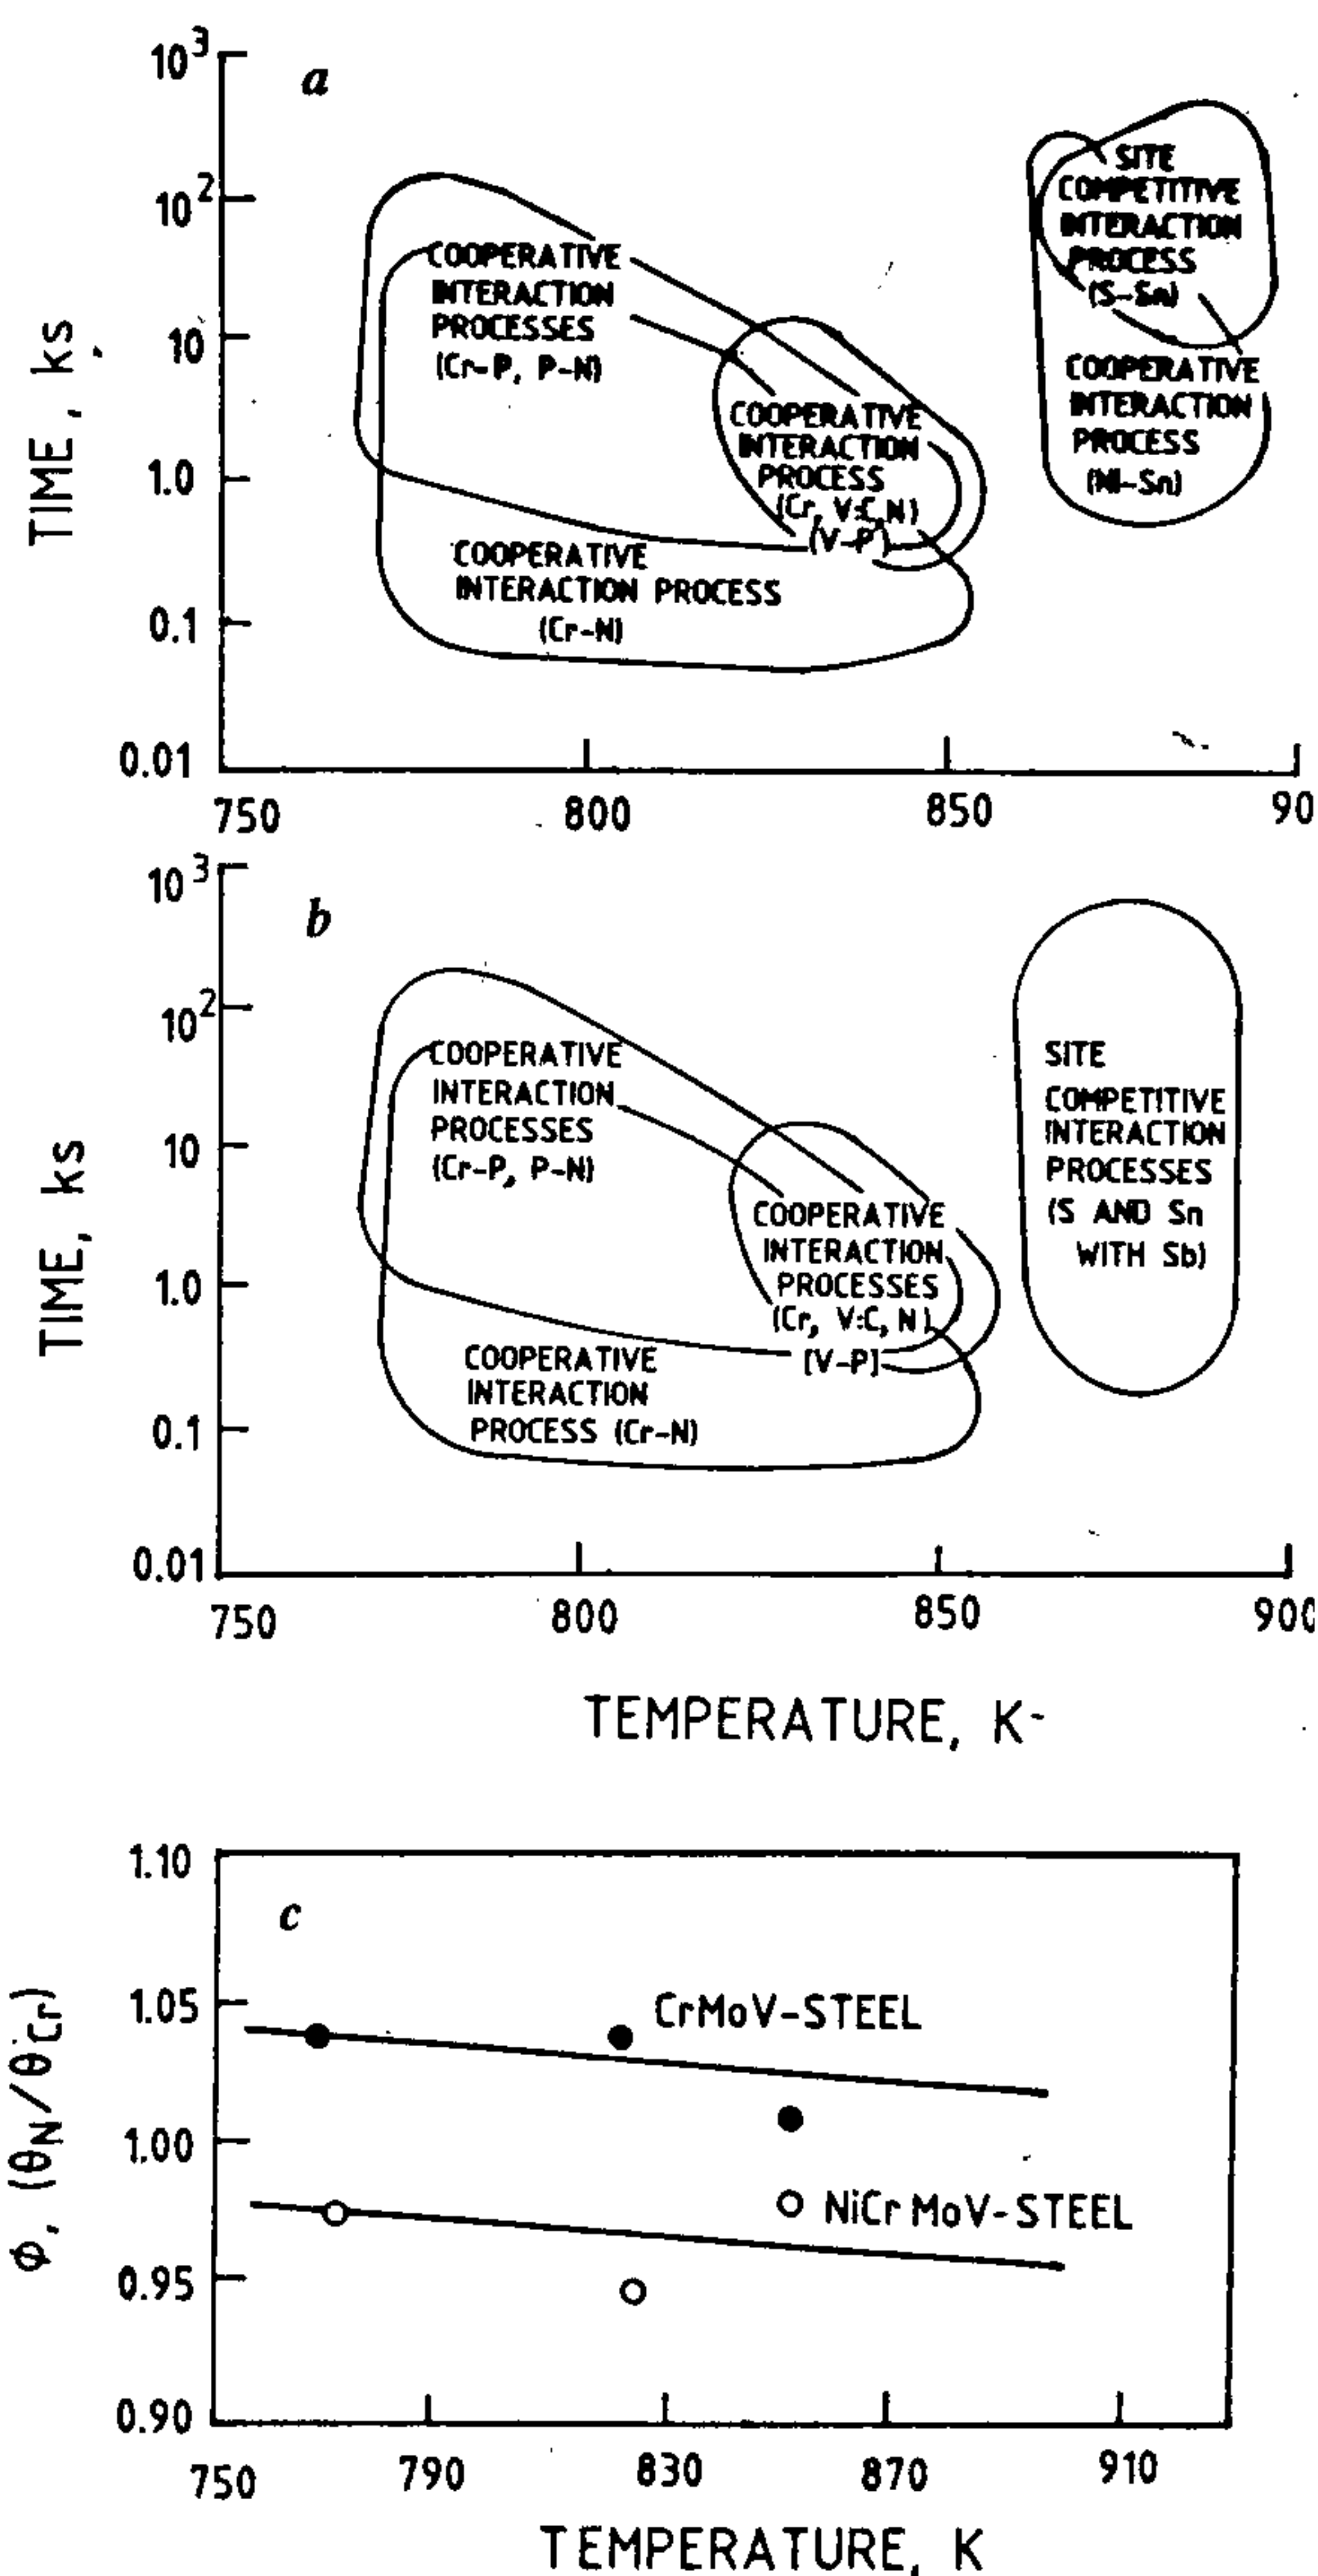 a
TIME, ks
10³
10²
10
1.0
0.1
0.01
COOPERATIVE
INTERACTION
PROCESSES
(Cr-P, P-N)
COOPERATIVE
INTERACTION
PROCESS
(Cr, V:C,N)
(V-P)
COOPERATIVE
INTERACTION PROCESS
(Cr-N)
SITE
COMPETITIVE
INTERACTION
PROCESS
(S-Sn)
COOPERATIVE
INTERACTION
PROCESS
(Ni-Sn)
750 800 850 90
b
TIME, ks
10³
10²
10
1.0
0.1
0.01
COOPERATIVE
INTERACTION
PROCESSES
(Cr-P, P-N)
COOPERATIVE
INTERACTION
PROCESSES
(Cr, V:C, N)
[V-P]
COOPERATIVE
INTERACTION
PROCESS (Cr-N)
SITE
COMPETITIVE
INTERACTION
PROCESSES
(S AND Sn
WITH Sb)
750 800 850 900
TEMPERATURE, K
c
Φ, (θN/θCr)
1.10
1.05
1.00
0.95
0.90
CrMoV-STEEL
NiCrMoV-STEEL
750 790 830 870 910
TEMPERATURE, K